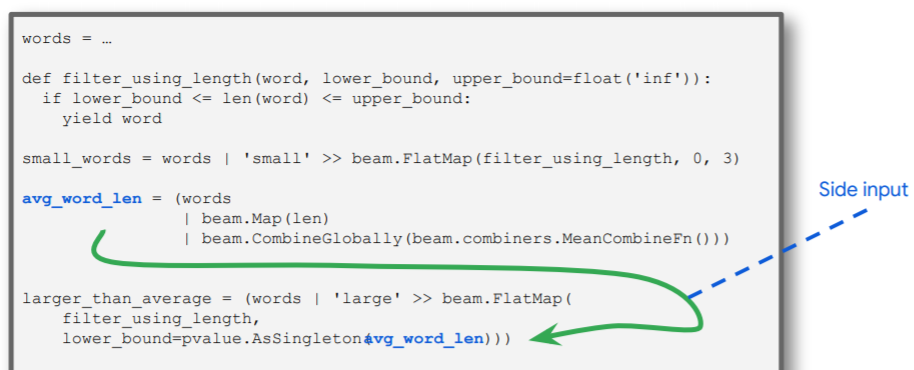 words = …
def filter_using_length(word, lower_bound, upper_bound=float('inf')):
  if lower_bound <= len(word) <= upper_bound:
    yield word
small_words = words | 'small' >> beam.FlatMap(filter_using_length, 0, 3)
avg_word_len = (words
                | beam.Map(len)
                | beam.CombineGlobally(beam.combiners.MeanCombineFn()))
larger_than_average = (words | 'large' >> beam.FlatMap(
    filter_using_length,
    lower_bound=pvalue.AsSingleton(avg_word_len)))
Side input